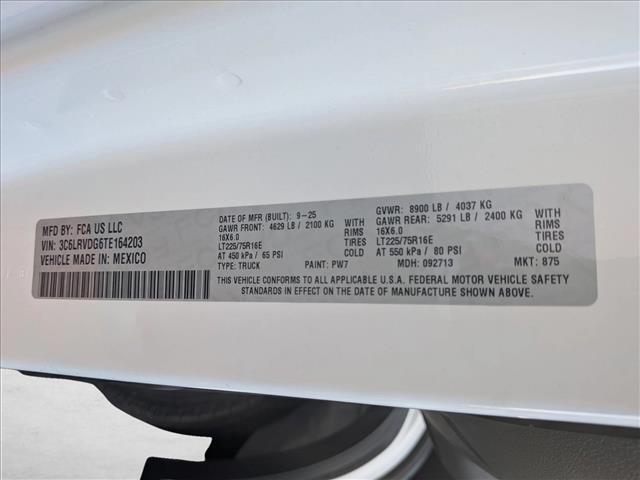 MFD BY: FCA US LLC
VIN: 3C6LRVDG6TE164203
VEHICLE MADE IN: MEXICO
DATE OF MFR (BUILT): 9-25 GVWR: 8900 LB / 4037 KG
GAWR FRONT: 4629 LB / 2100 KG WITH GAWR REAR: 5291 LB / 2400 KG WITH
16X6.0 RIMS 16X6.0 RIMS
LT225/75R16E TIRES LT225/75R16E TIRES
AT 450 kPa / 65 PSI AT 550 kPa / 80 PSI
TYPE: TRUCK PAINT: PW7 MDH: 092713 MKT: 875
THIS VEHICLE CONFORMS TO ALL APPLICABLE U.S.A. FEDERAL MOTOR VEHICLE SAFETY
STANDARDS IN EFFECT ON THE DATE OF MANUFACTURE SHOWN ABOVE.